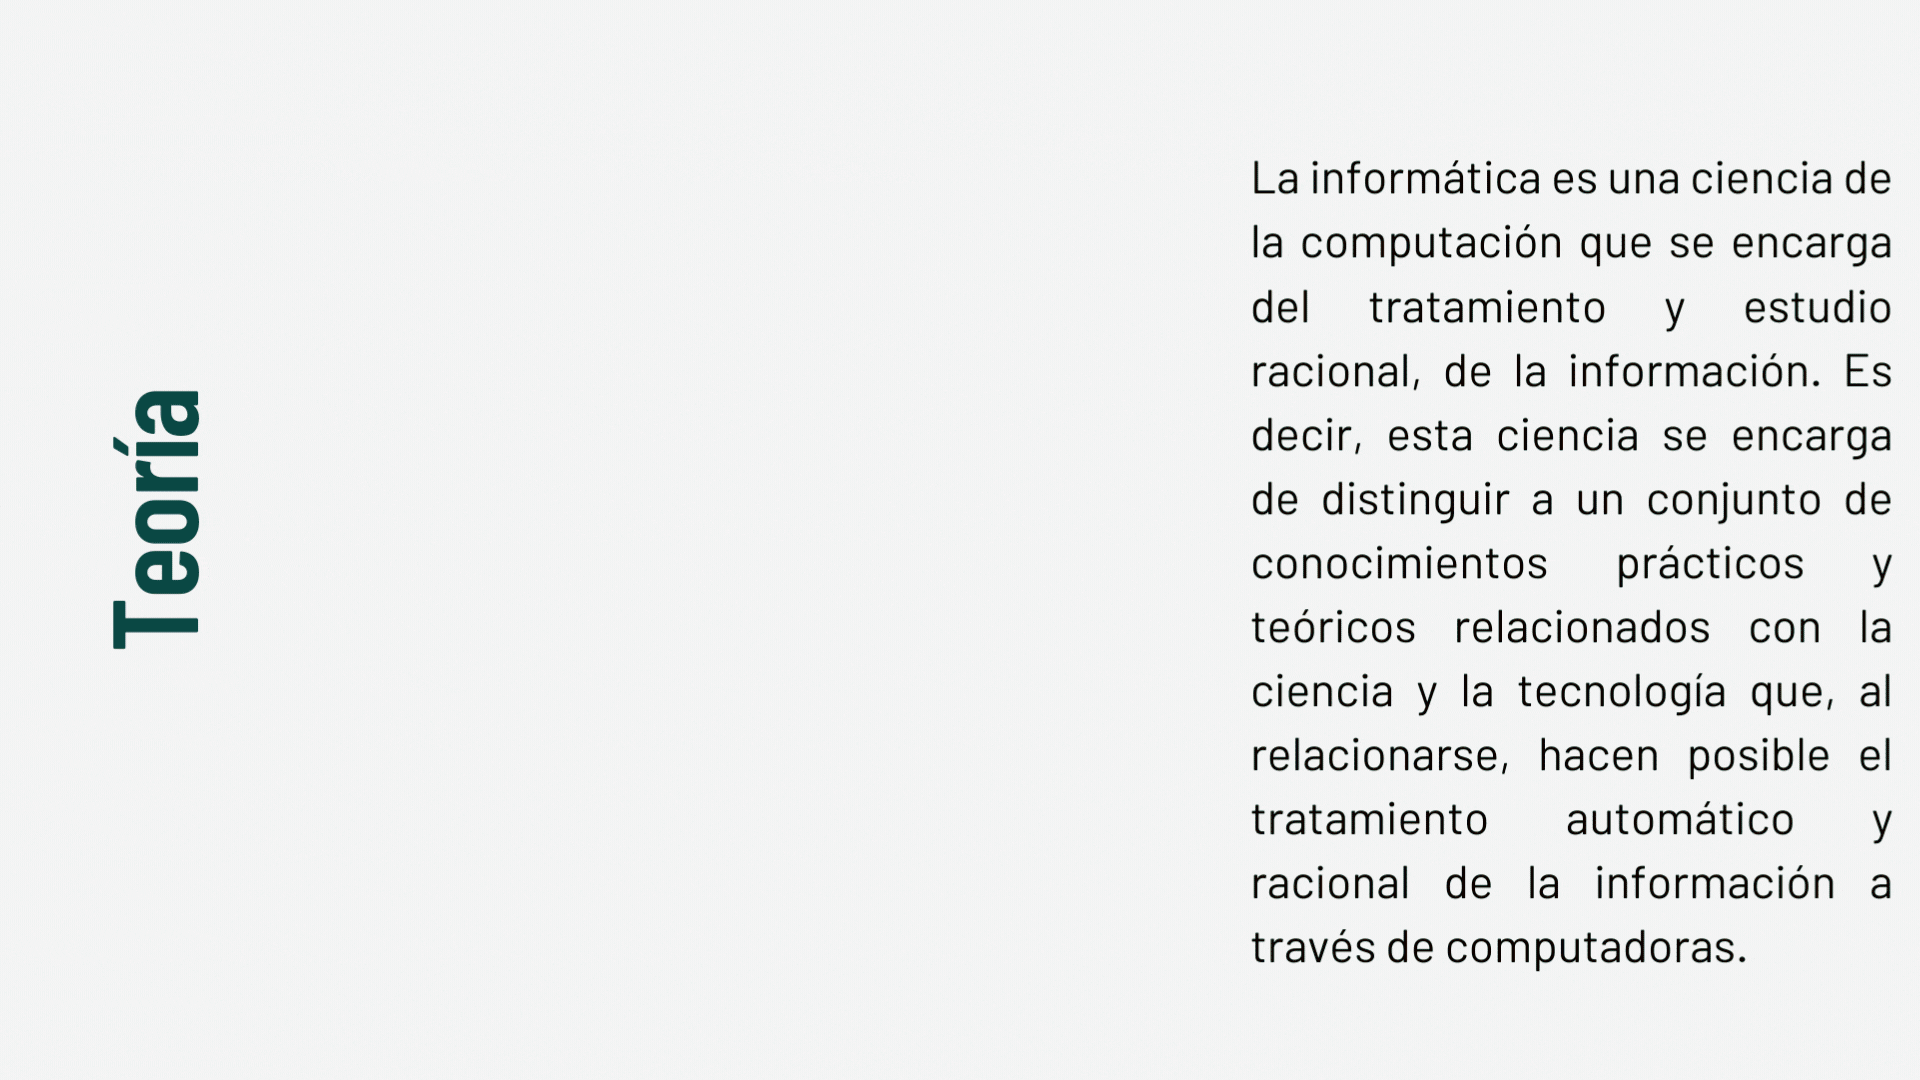 Teoría
La informática es una ciencia de
la computación que se encarga
del tratamiento y estudio
racional, de la información. Es
decir, esta ciencia se encarga
de distinguir a un conjunto de
conocimientos prácticos y
teóricos relacionados con la
ciencia y la tecnología que, al
relacionarse, hacen posible el
tratamiento automático y
racional de la información a
través de computadoras.